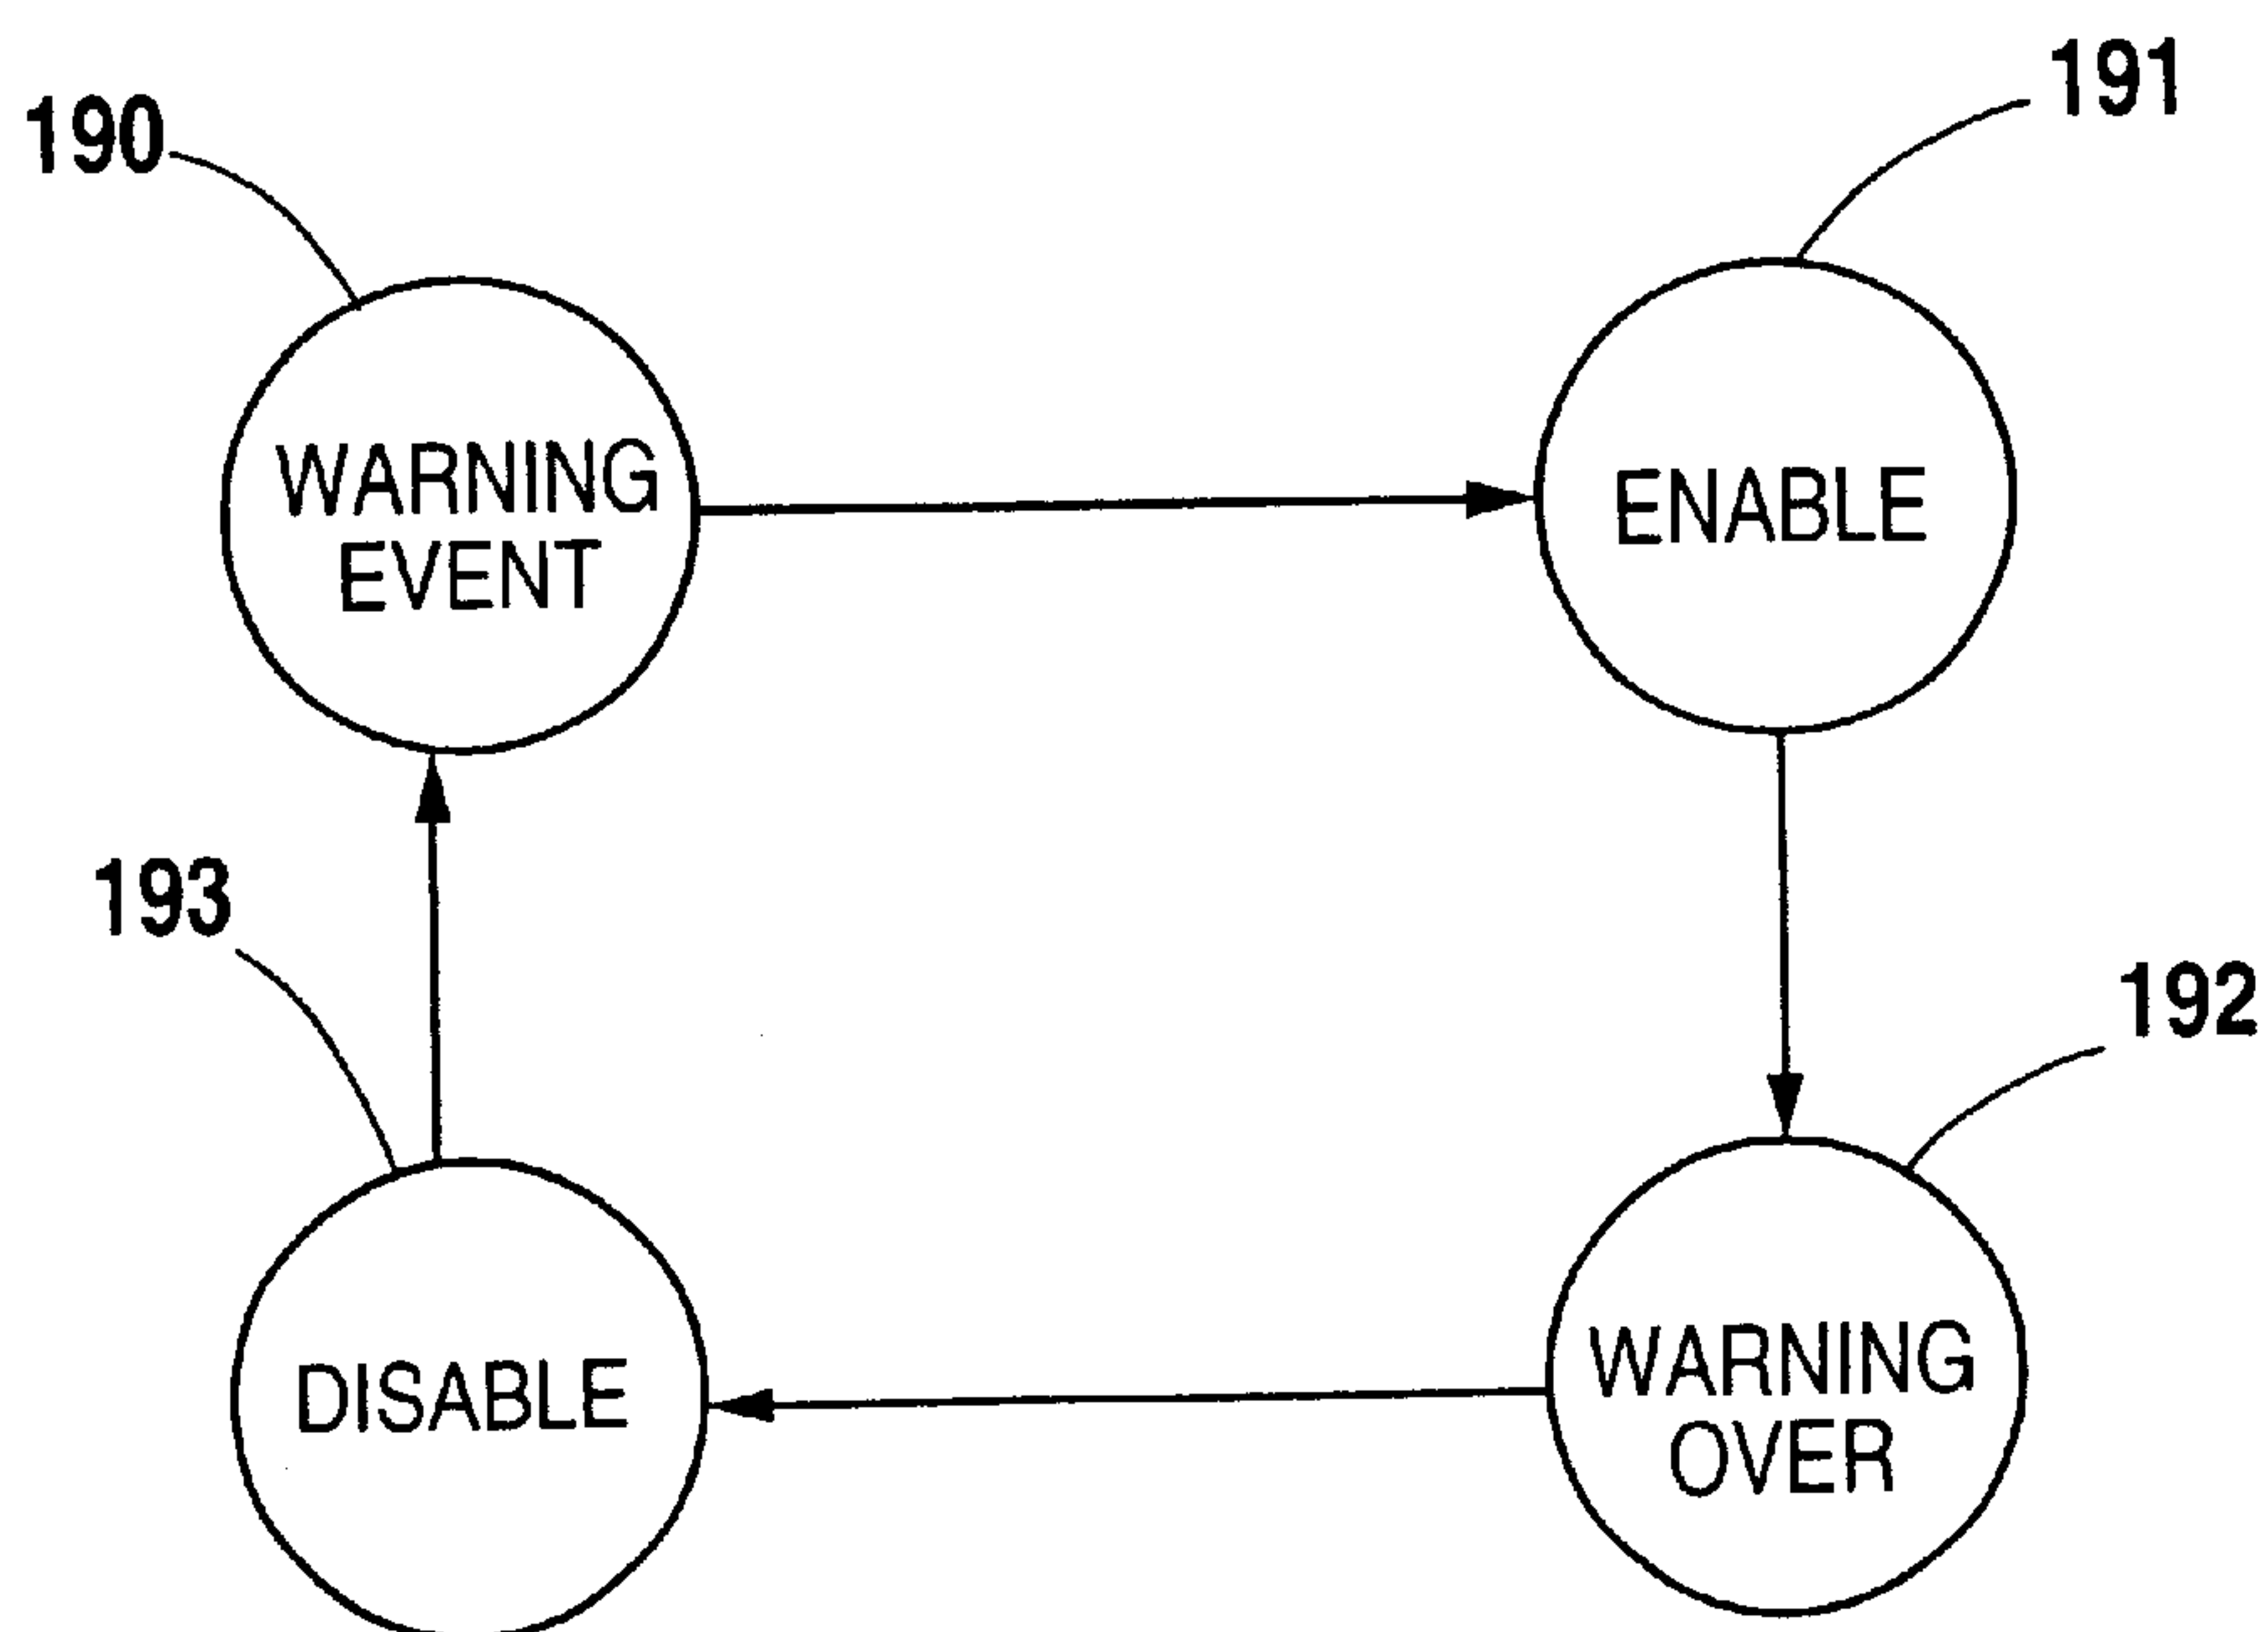 190
191
WARNING
EVENT
ENABLE
193
192
DISABLE
WARNING
OVER